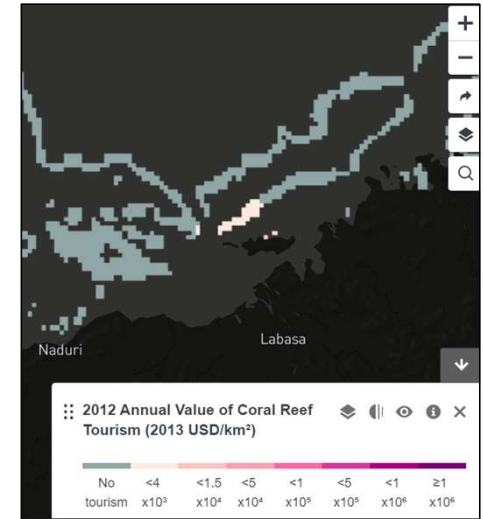 Naduri
Labasa
2012 Annual Value of Coral Reef
Tourism (2013 USD/km²)
No <4 <1.5 <5 <1 <5 <1 ≥1
tourism x10³ x10⁴ x10⁴ x10⁵ x10⁵ x10⁶ x10⁶